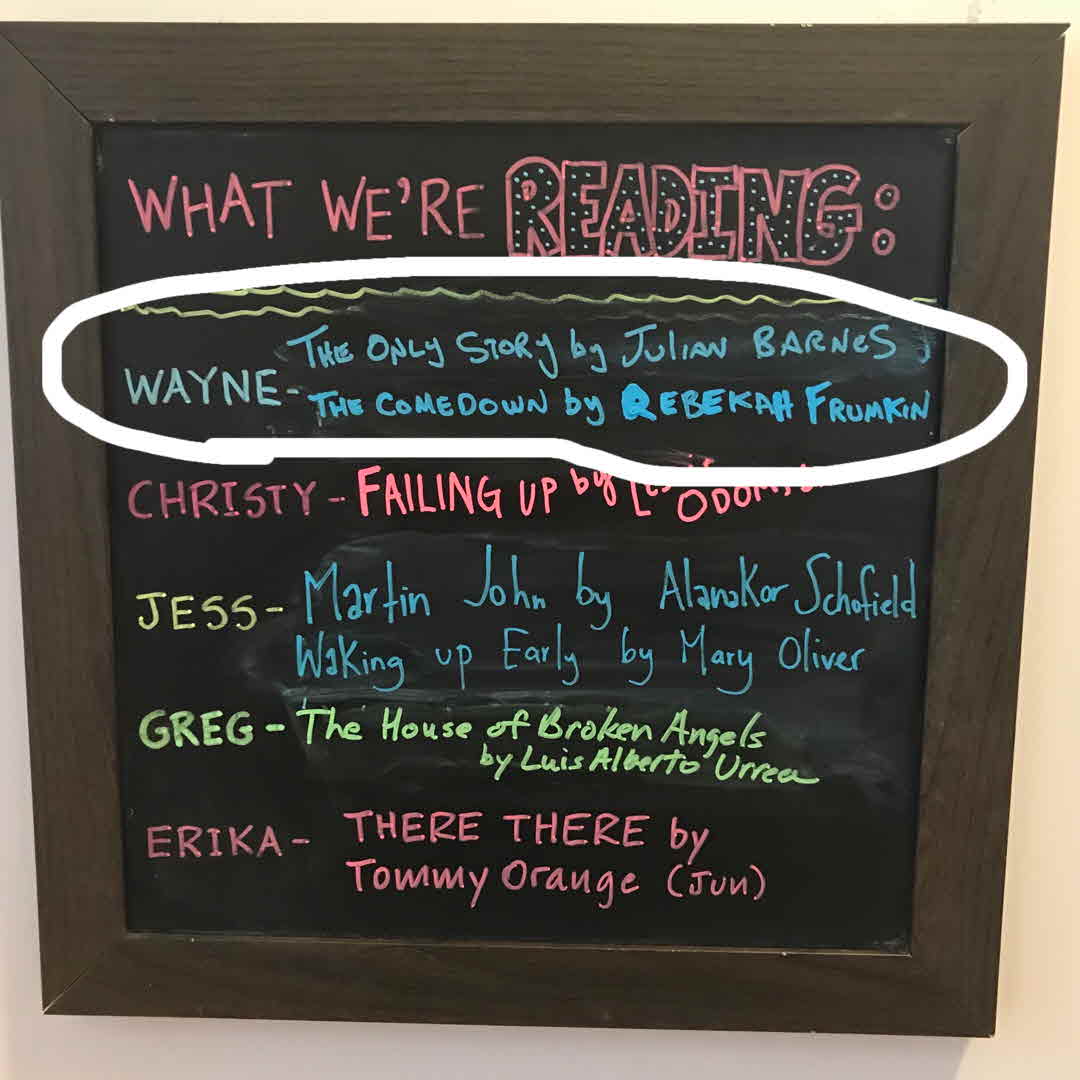 WHAT WE'RE READING:
THE ONLY STORY by JULIAN BARNES,
WAYNE- THE COMEDOWN by REBEKAH FRUMKIN
CHRISTY - FAILING UP by
JESS- Martin John by AlanaKar Schofield
Waking up Early by Mary Oliver
GREG - The House of Broken Angels
by Luis Alberto Urrea
ERIKA- THERE THERE by
Tommy Orange (Jun)